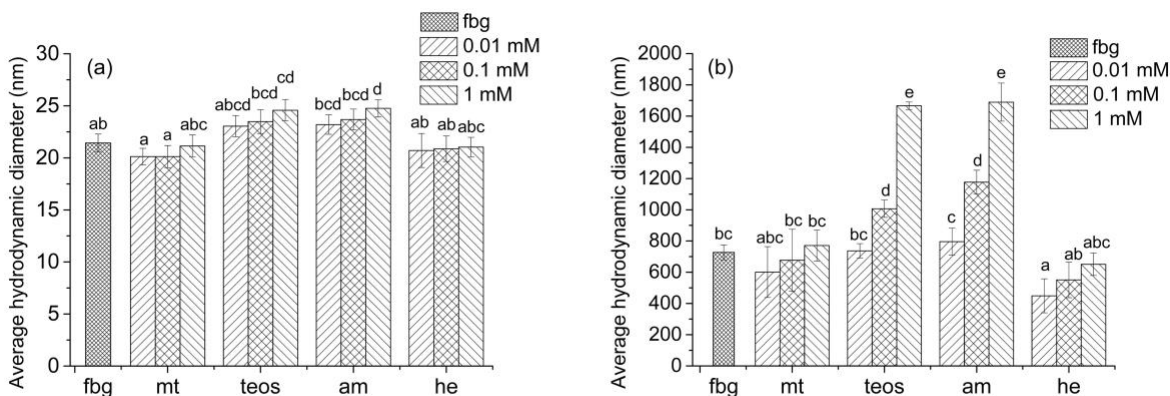 (a)
fbg
0.01 mM
0.1 mM
1 mM
Average hydrodynamic diameter (nm)
30
25
20
15
10
5
0
ab
a
a
abc
abcd
bcd
cd
bcd
bcd
d
ab
ab
abc
fbg
mt
teos
am
he
(b)
fbg
0.01 mM
0.1 mM
1 mM
Average hydrodynamic diameter (nm)
2000
1800
1600
1400
1200
1000
800
600
400
200
0
bc
abc
bc
bc
bc
d
e
c
d
e
a
ab
abc
fbg
mt
teos
am
he